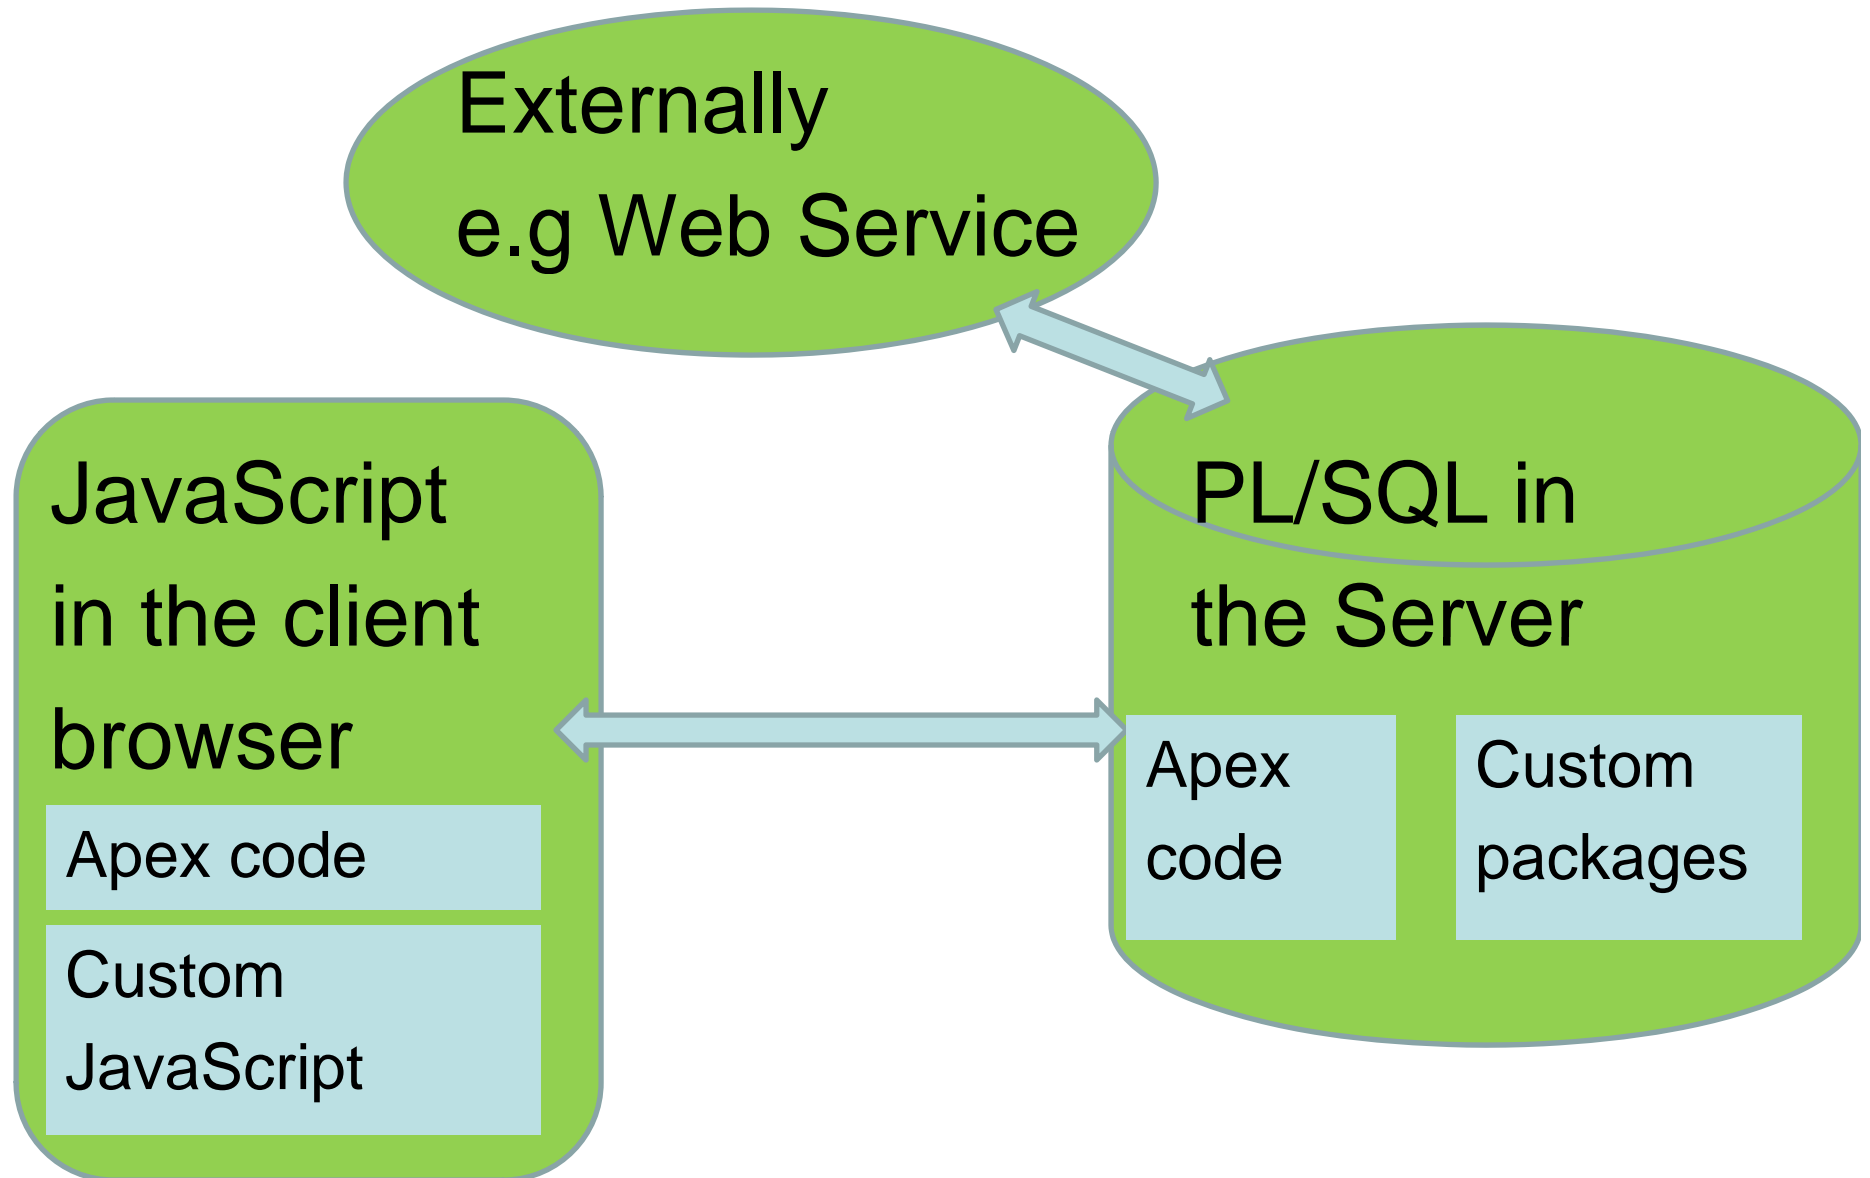 Externally
e.g Web Service
JavaScript
in the client
browser
Apex code
Custom
JavaScript
PL/SQL in
the Server
Apex
code
Custom
packages